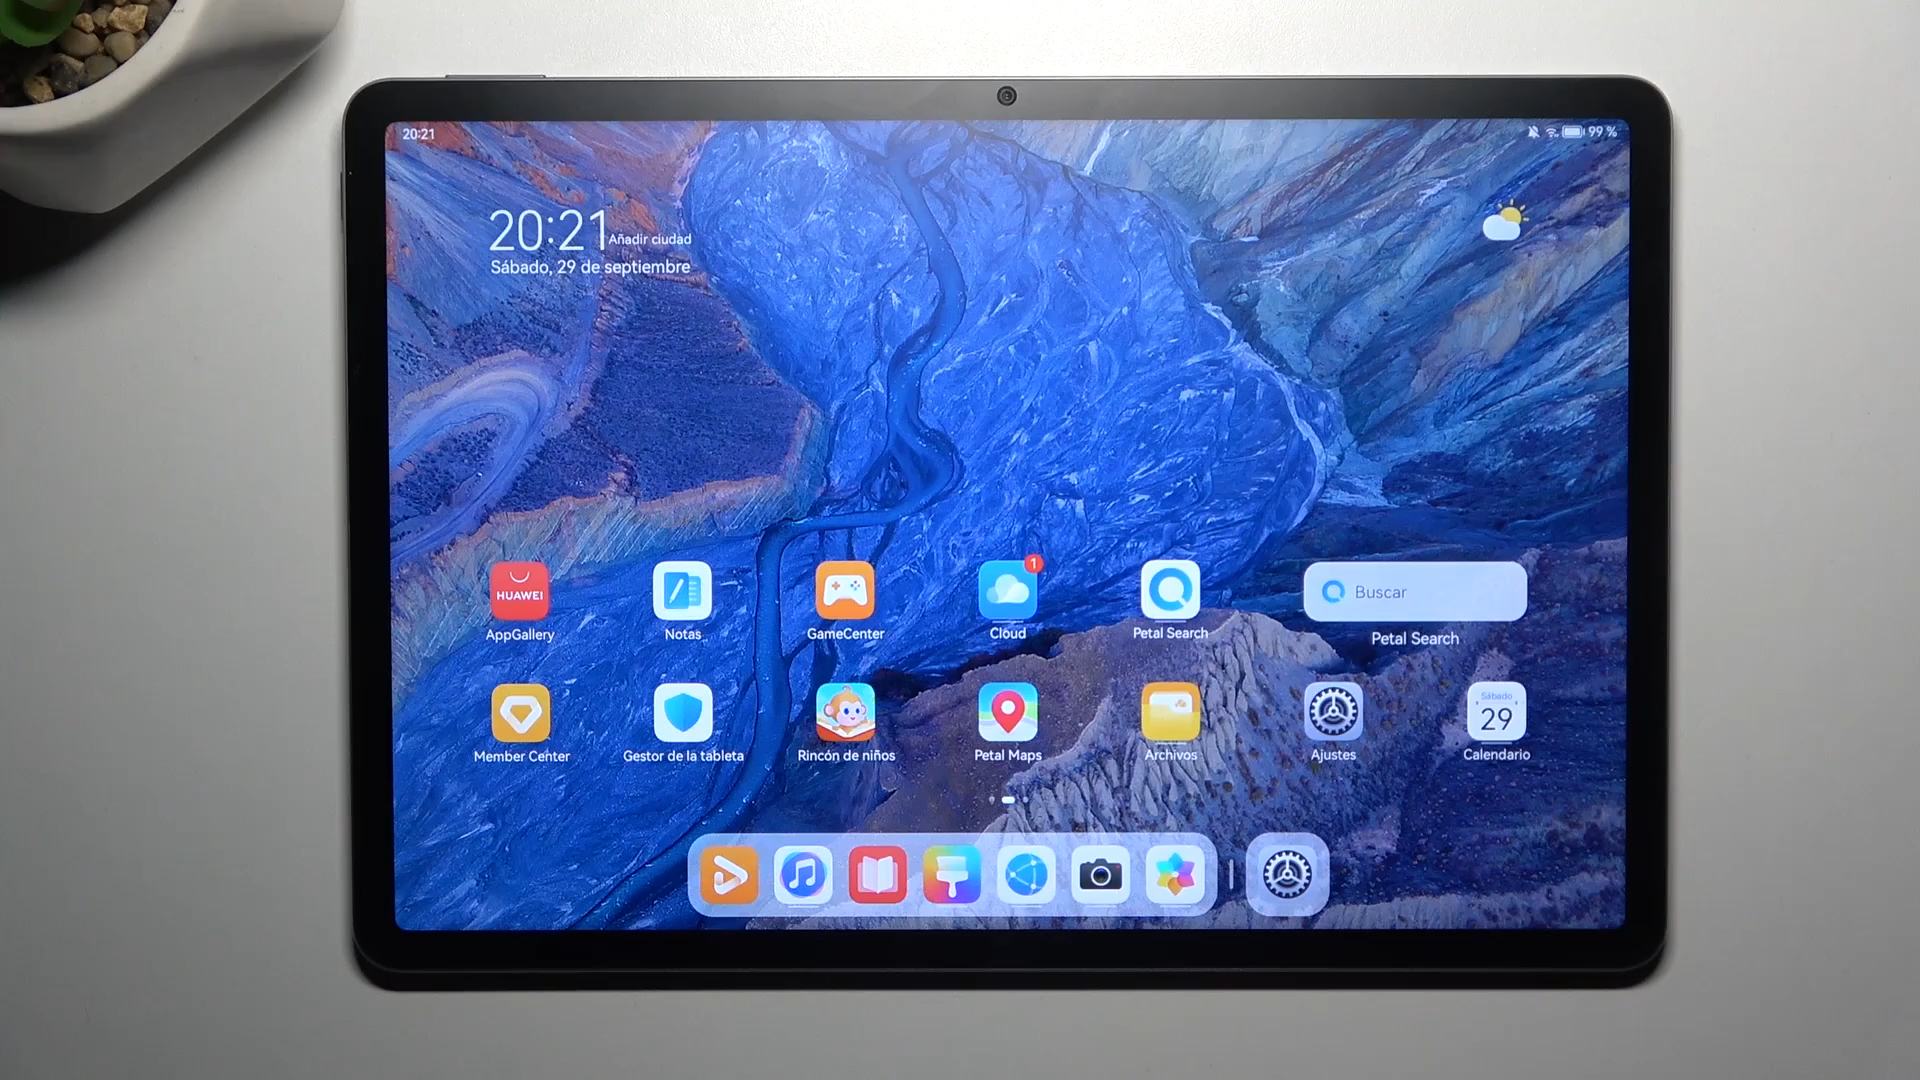 20:21
99 %
20:21 Añadir ciudad
Sábado, 29 de septiembre
HUAWEI
1
Buscar
AppGallery
Notas
GameCenter
Cloud
Petal Search
Petal Search
Sábado
29
Member Center
Gestor de la tableta
Rincón de niños
Petal Maps
Archivos
Ajustes
Calendario